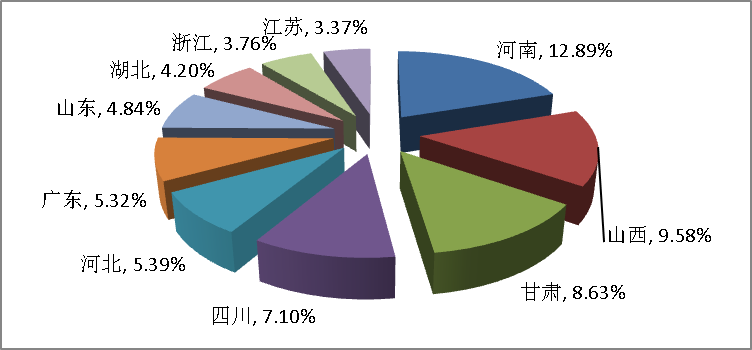 江苏, 3.37%
浙江, 3.76%
湖北, 4.20%
山东, 4.84%
广东, 5.32%
河北, 5.39%
四川, 7.10%
甘肃, 8.63%
山西, 9.58%
河南, 12.89%